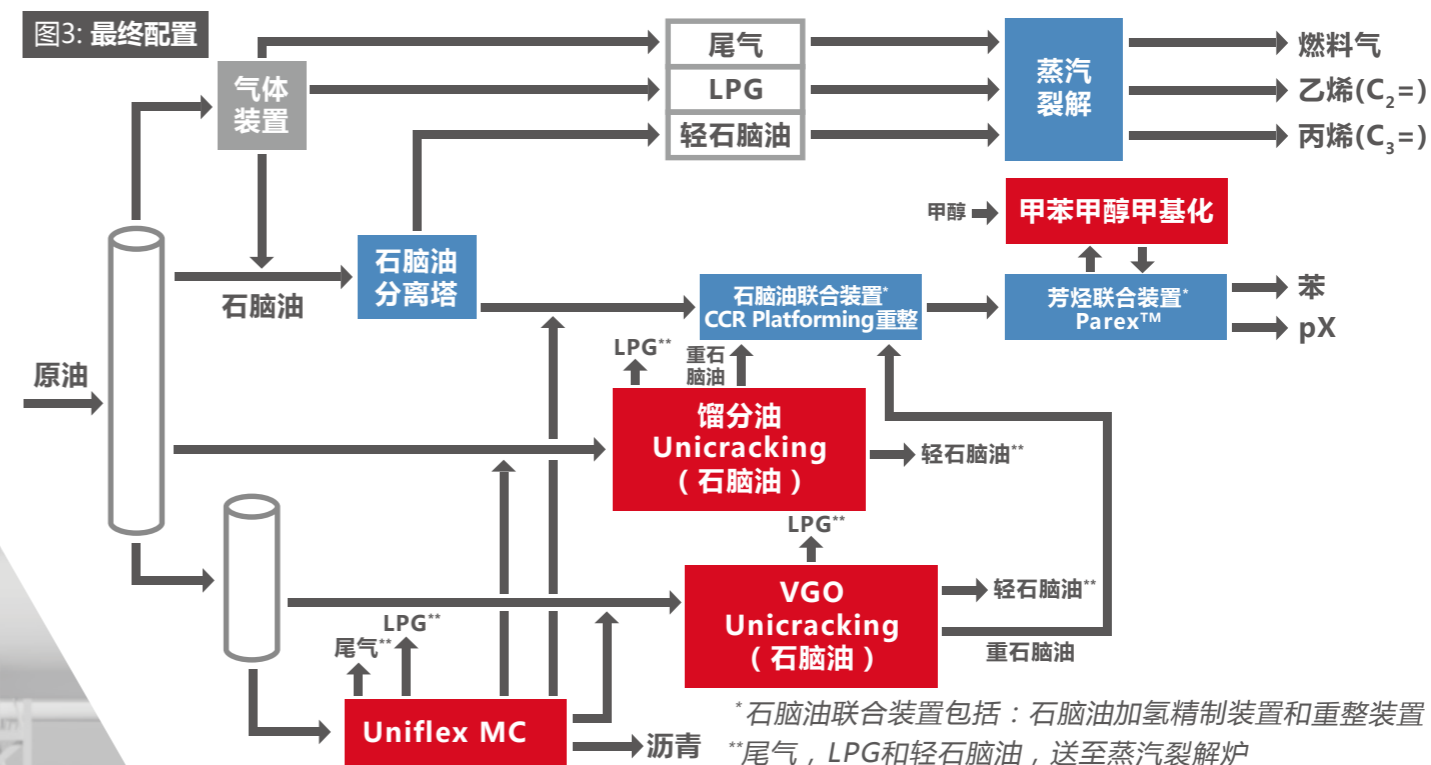 图3: 最终配置
尾气
LPG
轻石脑油
蒸汽
裂解
燃料气
乙烯(C₂=)
丙烯(C₃=)
气体
装置
甲醇
甲苯甲醇甲基化
石脑油
分离塔
石脑油
石脑油联合装置*
CCR Platforming重整
芳烃联合装置*
Parex™
苯
pX
原油
LPG**
重石
脑油
馏分油
Unicracking
(石脑油)
轻石脑油**
LPG**
VGO
Unicracking
(石脑油)
轻石脑油**
重石脑油
LPG**
尾气**
Uniflex MC
沥青
*石脑油联合装置包括：石脑油加氢精制装置和重整装置
**尾气，LPG和轻石脑油，送至蒸汽裂解炉